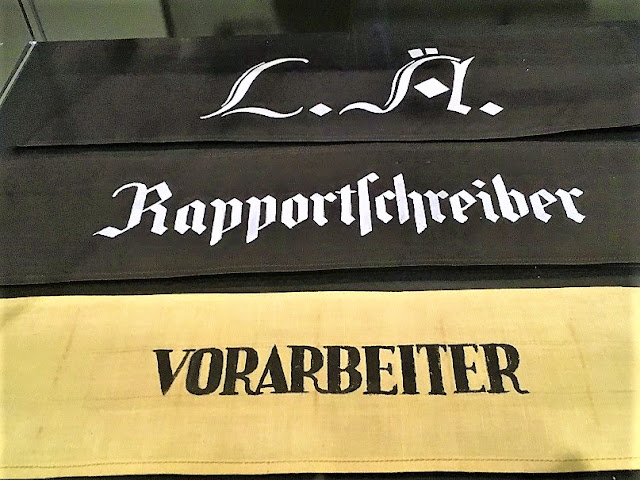 L. Ä.
Rapportſchreiber
VORARBEITER